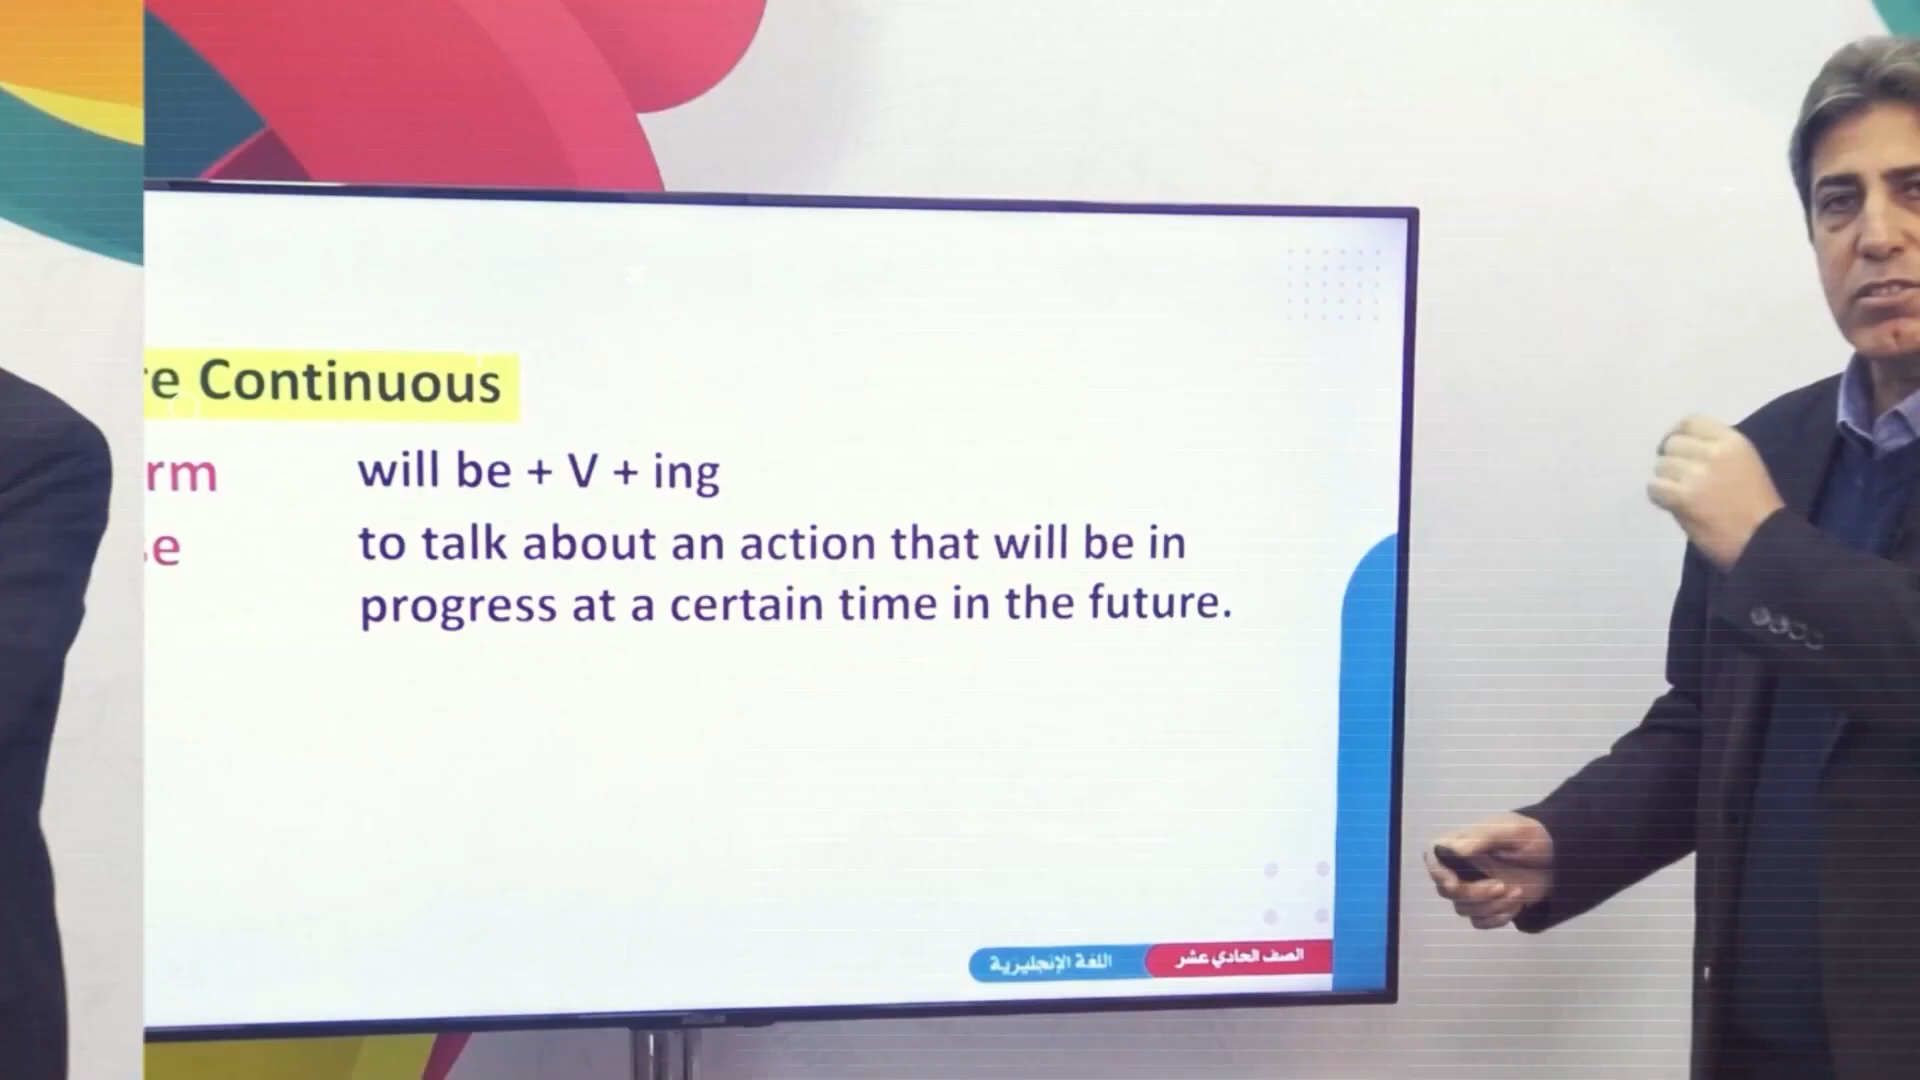 re Continuous
rm will be + V + ing
se to talk about an action that will be in
progress at a certain time in the future.
اللغة الإنجليزية الصف الحادي عشر